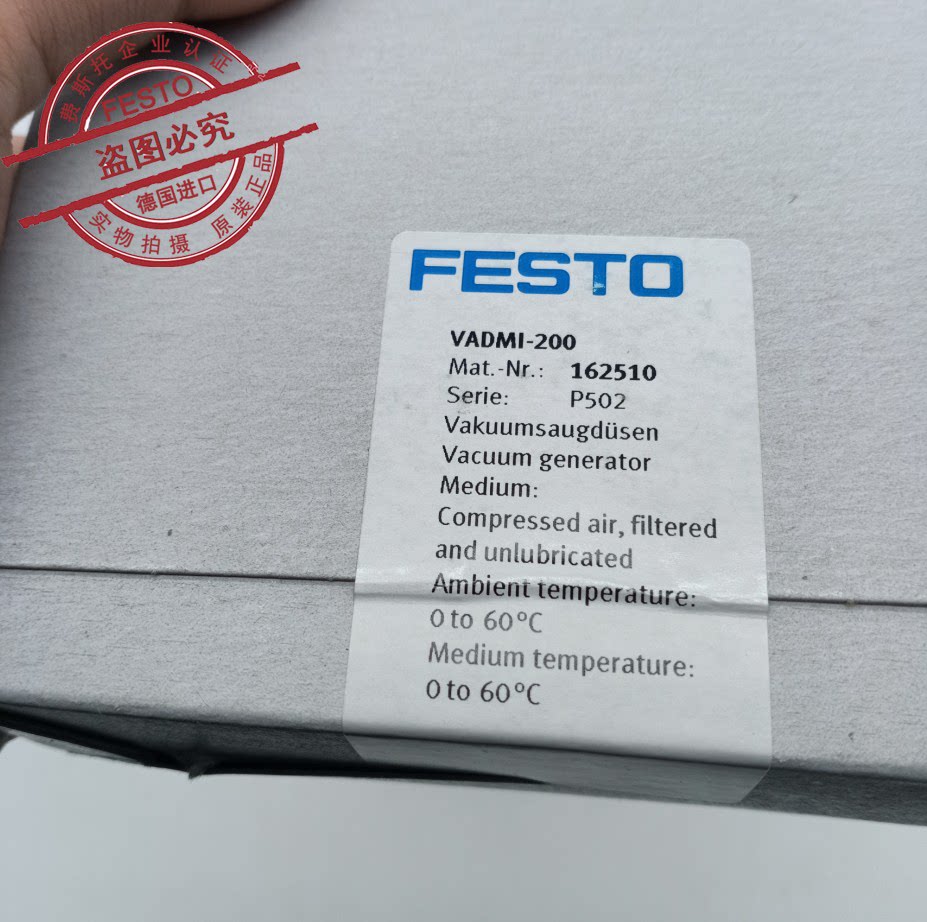 费斯托企业认证
FESTO
盗图必究
德国进口
实物拍摄 原装正品
FESTO
VADMI-200
Mat.-Nr.: 162510
Serie: P502
Vakuumsaugdüsen
Vacuum generator
Medium:
Compressed air, filtered
and unlubricated
Ambient temperature:
0 to 60°C
Medium temperature:
0 to 60°C